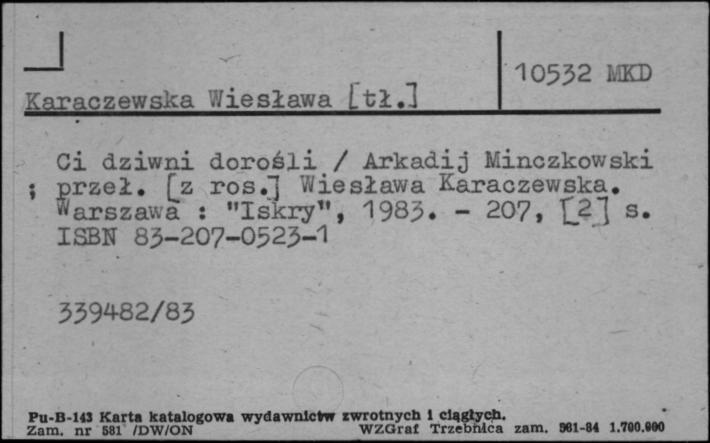 10532 MKD
Karaczewska Wiesława [tł.]
Ci dziwni dorośli / Arkadij Minczkowski
; przeł. [z ros.] Wiesława Karaczewska.
Warszawa : "Iskry", 1983. - 207, [2] s.
ISBN 83-207-0523-1
339482/83
Pu-B-143 Karta katalogowa wydawnictw zwrotnych i ciągłych.
Zam. nr 581 /DW/ON WZGraf Trzebnica zam. 981-84 1.700.000